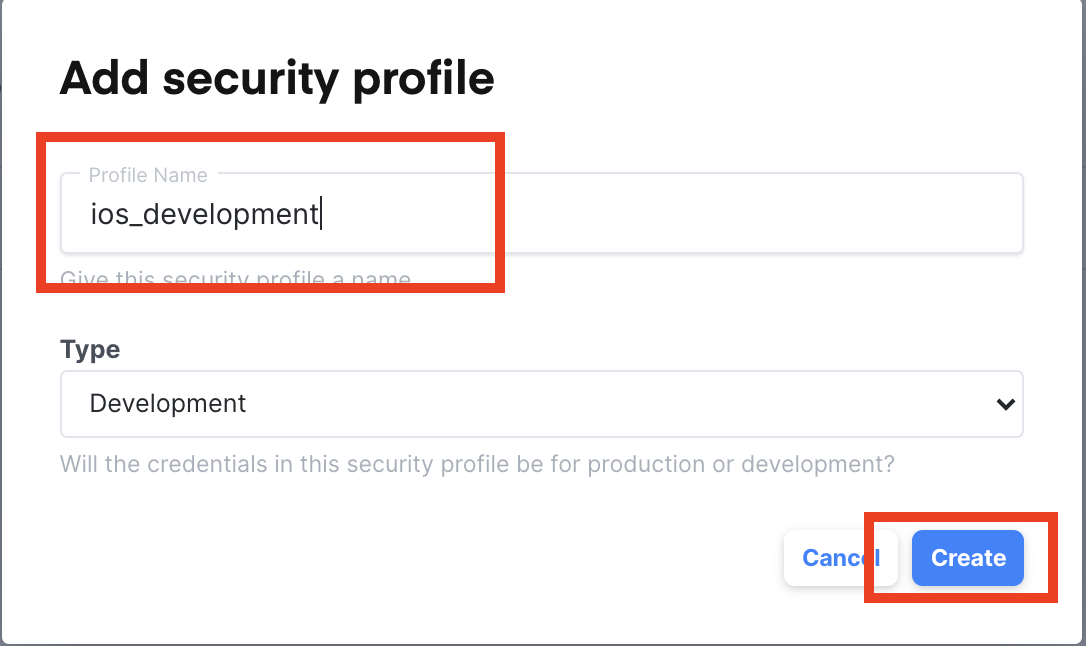 Add security profile
Profile Name
ios_development
Give this security profile a name
Type
Development
Will the credentials in this security profile be for production or development?
Cancel
Create